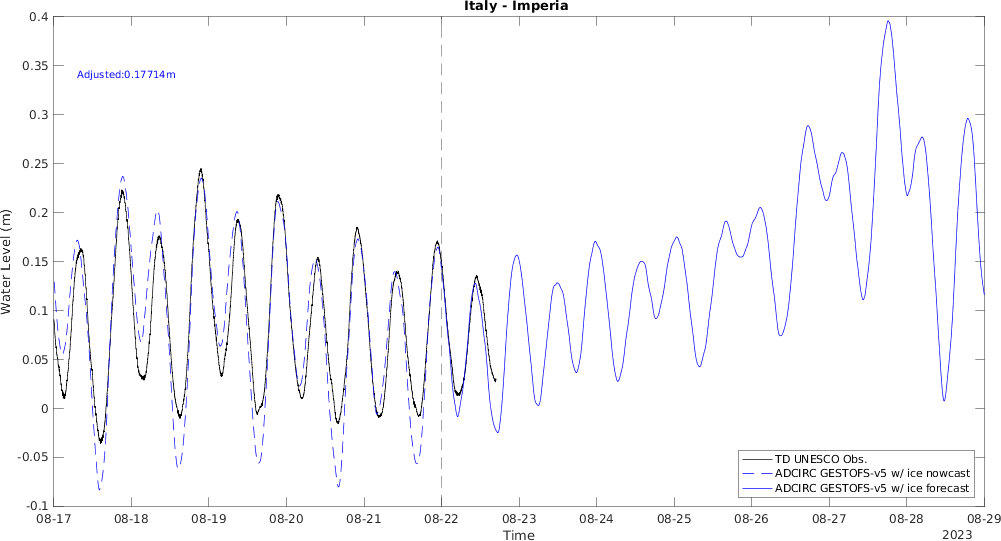 Italy - Imperia
Adjusted:0.17714m
Water Level (m)
0.4
0.35
0.3
0.25
0.2
0.15
0.1
0.05
0
-0.05
-0.1
TD UNESCO Obs.
ADCIRC GESTOFS-v5 w/ ice nowcast
ADCIRC GESTOFS-v5 w/ ice forecast
08-17 08-18 08-19 08-20 08-21 08-22 08-23 08-24 08-25 08-26 08-27 08-28 08-29
Time
2023